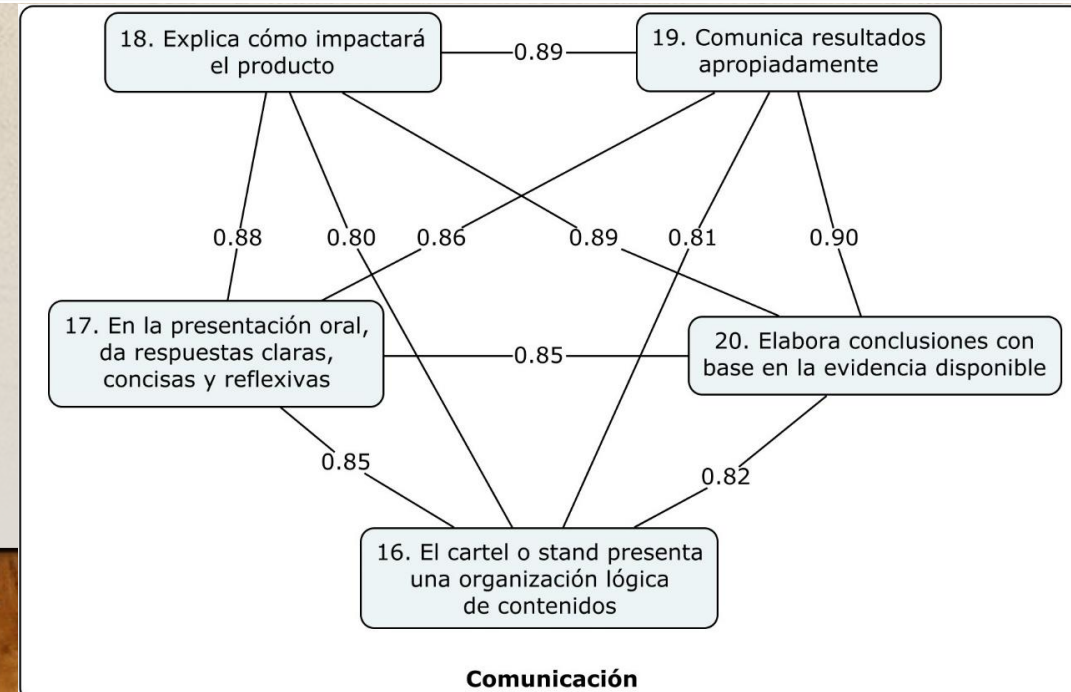 18. Explica cómo impactará
el producto
0.89
19. Comunica resultados
apropiadamente
0.88
0.80
0.86
0.89
0.81
0.90
17. En la presentación oral,
da respuestas claras,
concisas y reflexivas
0.85
20. Elabora conclusiones con
base en la evidencia disponible
0.85
0.82
16. El cartel o stand presenta
una organización lógica
de contenidos
Comunicación